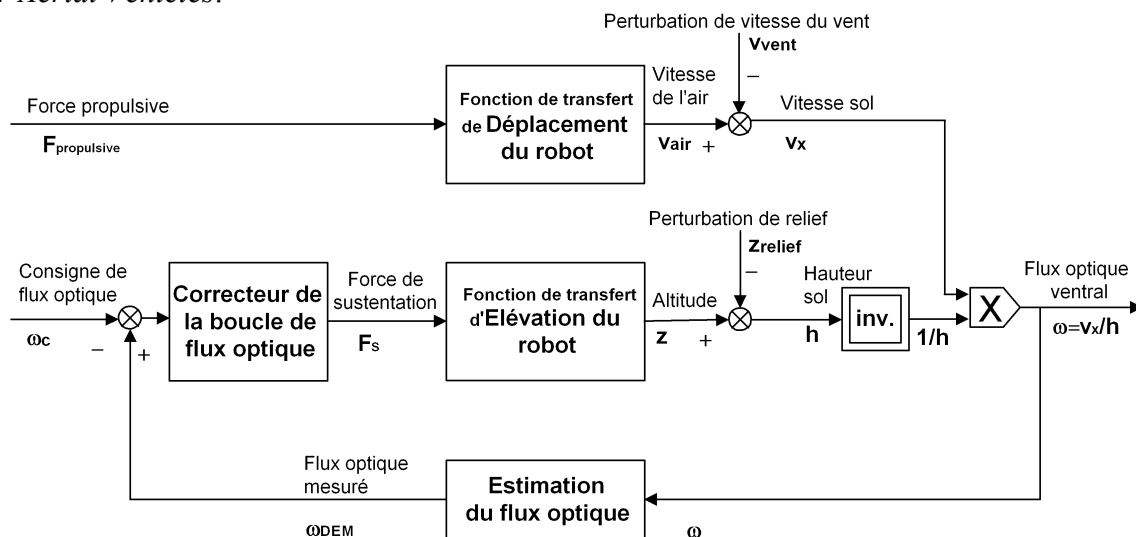 r Aerial Vehicles.
Perturbation de vitesse du vent
Vvent
−
Force propulsive
Fpropulsive
Fonction de transfert
de Déplacement
du robot
Vitesse
de l'air
Vair +
Vitesse sol
Vx
Perturbation de relief
Zrelief
−
Consigne de
flux optique
ωc
−
+
Correcteur de
la boucle de
flux optique
Force de
sustentation
Fs
Fonction de transfert
d'Elévation du
robot
Altitude
z +
Hauteur
sol
h
inv.
1/h
X
Flux optique
ventral
ω=vx/h
Flux optique
mesuré
ωDEM
Estimation
du flux optique
ω